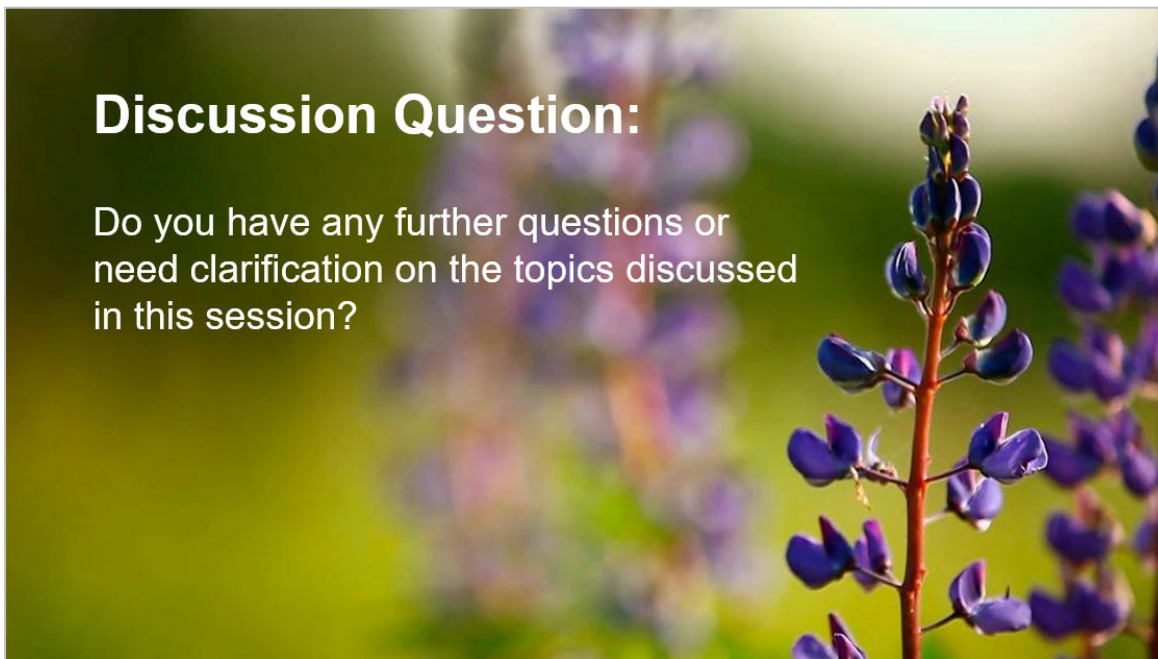 Discussion Question:
Do you have any further questions or
need clarification on the topics discussed
in this session?